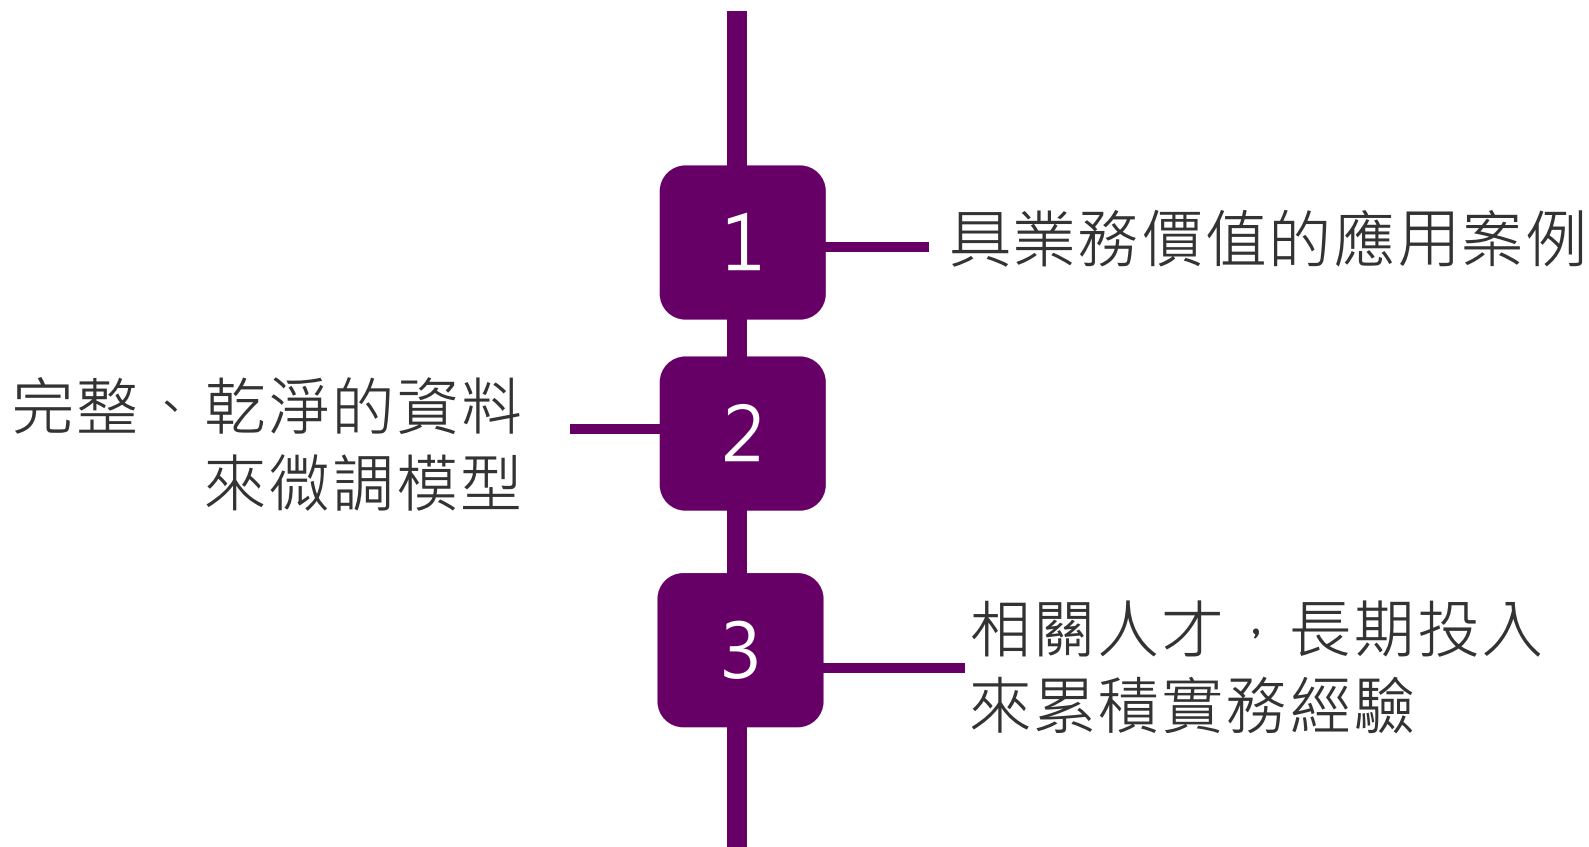 1
具業務價值的應用案例
2
完整、乾淨的資料
來微調模型
3
相關人才，長期投入
來累積實務經驗